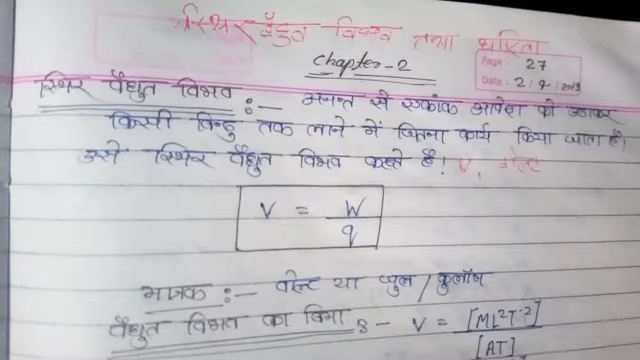 स्थिर वैद्युत विभव तथा धारिता
Chapter-2
Page 27
Date 2/9/2019
स्थिर वैद्युत विभव :- अनन्त से एकांक आवेश को उठाकर
किसी बिन्दु तक लाने में जितना कार्य किया जाता है।
उसे स्थिर वैद्युत विभव कहते है। V, वोल्ट
V = W/q
मात्रक :- वोल्ट या जूल/कुलॉम
वैद्युत विभव का विमा :- V = [ML²T⁻²]/[AT]